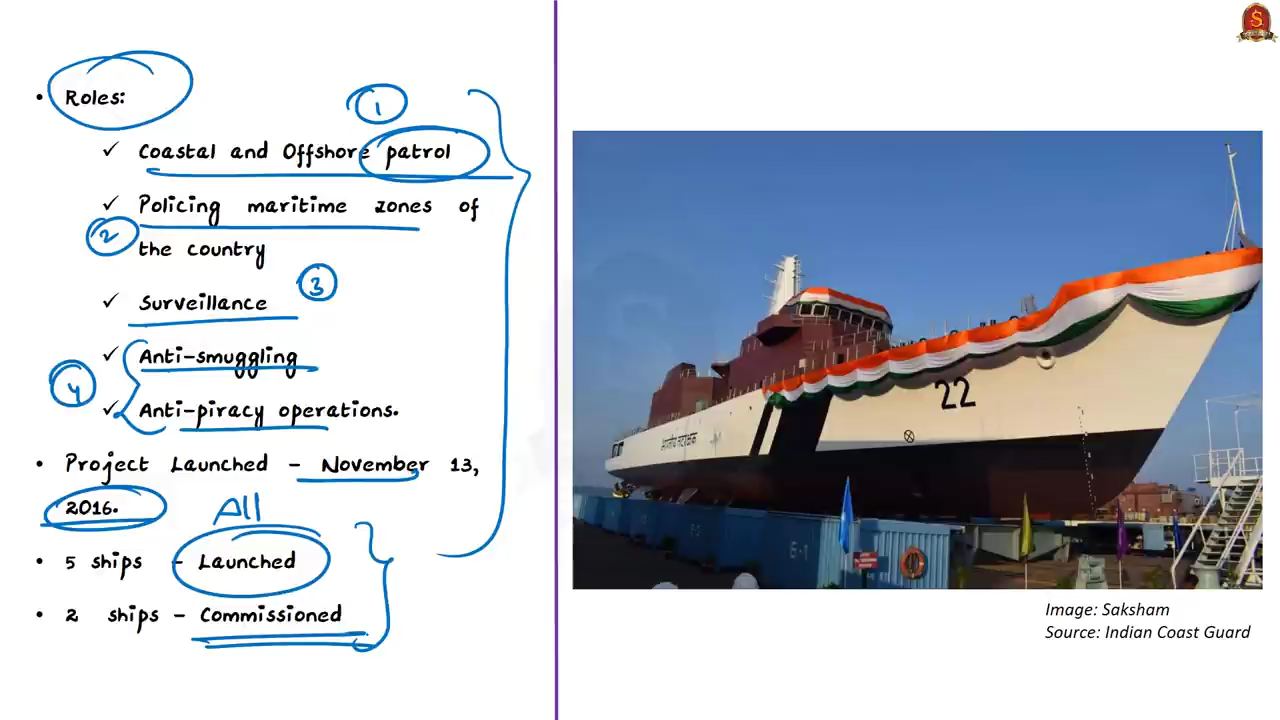 • Roles:
1
✓ Coastal and Offshore patrol
✓ Policing maritime zones of
2
the country
✓ Surveillance
3
✓ Anti-smuggling
4
✓ Anti-piracy operations.
• Project Launched – November 13,
2016.
All
• 5 ships – Launched
• 2 ships – Commissioned
22
E-1
Image: Saksham
Source: Indian Coast Guard